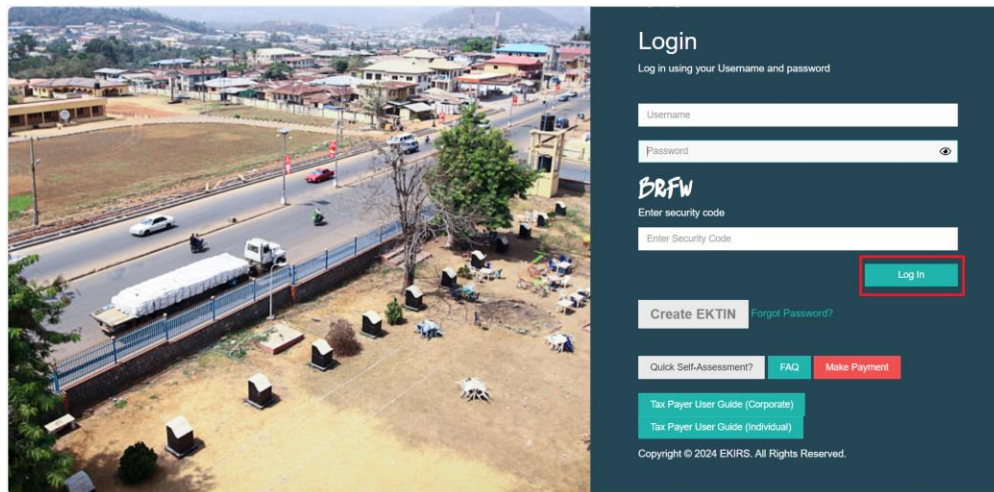 Login
Log in using your Username and password
Username
Password
BRFW
Enter security code
Enter Security Code
Log In
Create EKTIN Forgot Password?
Quick Self-Assessment? FAQ Make Payment
Tax Payer User Guide (Corporate)
Tax Payer User Guide (Individual)
Copyright © 2024 EKIRS. All Rights Reserved.